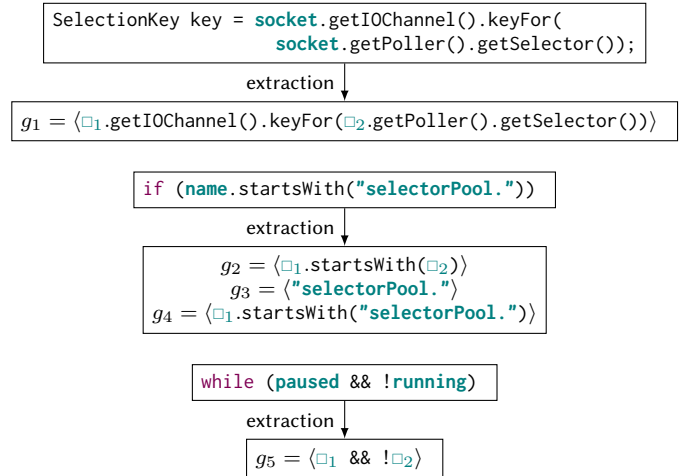 SelectionKey key = socket.getIOChannel().keyFor(
socket.getPoller().getSelector());
extraction
g₁ = ⟨□₁.getIOChannel().keyFor(□₂.getPoller().getSelector())⟩
if (name.startsWith("selectorPool."))
extraction
g₂ = ⟨□₁.startsWith(□₂)⟩
g₃ = ⟨"selectorPool."⟩
g₄ = ⟨□₁.startsWith("selectorPool.")⟩
while (paused && !running)
extraction
g₅ = ⟨□₁ && !□₂⟩